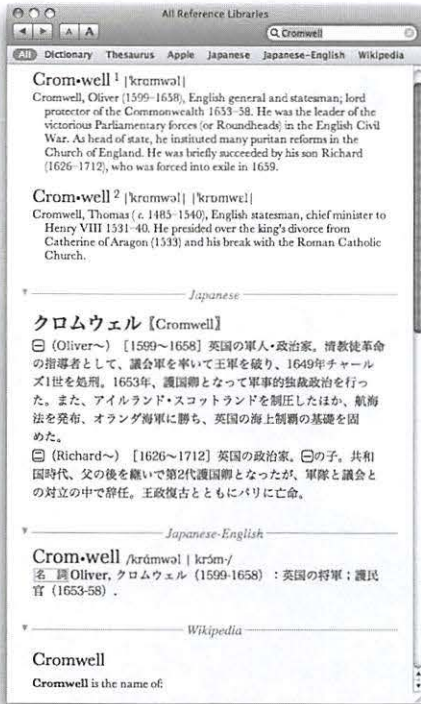 All Reference Libraries
A A Cromwell
All Dictionary Thesaurus Apple Japanese Japanese-English Wikipedia
Crom•well 1 |ˈkrɒmwəl|
Cromwell, Oliver (1599–1658), English general and statesman; lord
protector of the Commonwealth 1653–58. He was the leader of the
victorious Parliamentary forces (or Roundheads) in the English Civil
War. As head of state, he instituted many puritan reforms in the
Church of England. He was briefly succeeded by his son Richard
(1626–1712), who was forced into exile in 1659.
Crom•well 2 |ˈkrɒmwəl| |ˈkrɒmwɛl|
Cromwell, Thomas ( c. 1485–1540), English statesman, chief minister to
Henry VIII 1531–40. He presided over the king's divorce from
Catherine of Aragon (1533) and his break with the Roman Catholic
Church.
Japanese
クロムウェル〖Cromwell〗
㊀ (Oliver〜) [1599〜1658] 英国の軍人・政治家。清教徒革命
の指導者として、議会軍を率いて王軍を破り、1649年チャール
ズ1世を処刑。1653年、護国卿となって軍事的独裁政治を行っ
た。また、アイルランド・スコットランドを制圧したほか、航海
法を発布、オランダ海軍に勝ち、英国の海上制覇の基礎を固
めた。
㊁ (Richard〜) [1626〜1712] 英国の政治家。㊀の子。共和
国時代、父の後を継いで第2代護国卿となったが、軍隊と議会と
の対立の中で辞任。王政復古とともにパリに亡命。
Japanese-English
Crom•well /krámwəl | krɔ́m-/
名 詞 Oliver, クロムウェル (1599-1658) : 英国の将軍；護民
官 (1653-58) .
Wikipedia
Cromwell
Cromwell is the name of: